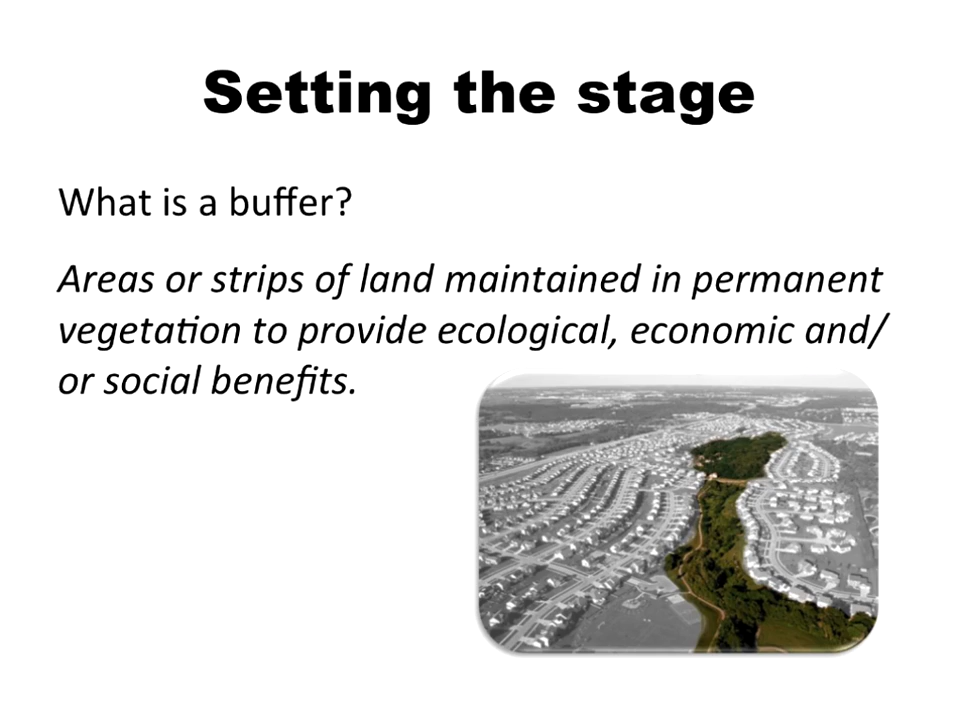 Setting the stage
What is a buffer?
Areas or strips of land maintained in permanent
vegetation to provide ecological, economic and/
or social benefits.